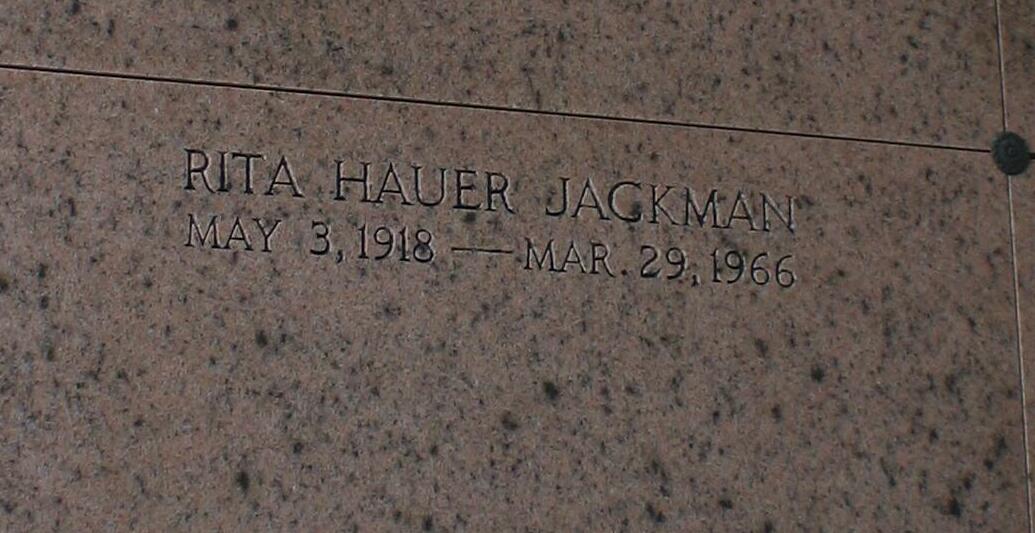 RITA HAUER JACKMAN
MAY 3, 1918 — MAR. 29, 1966